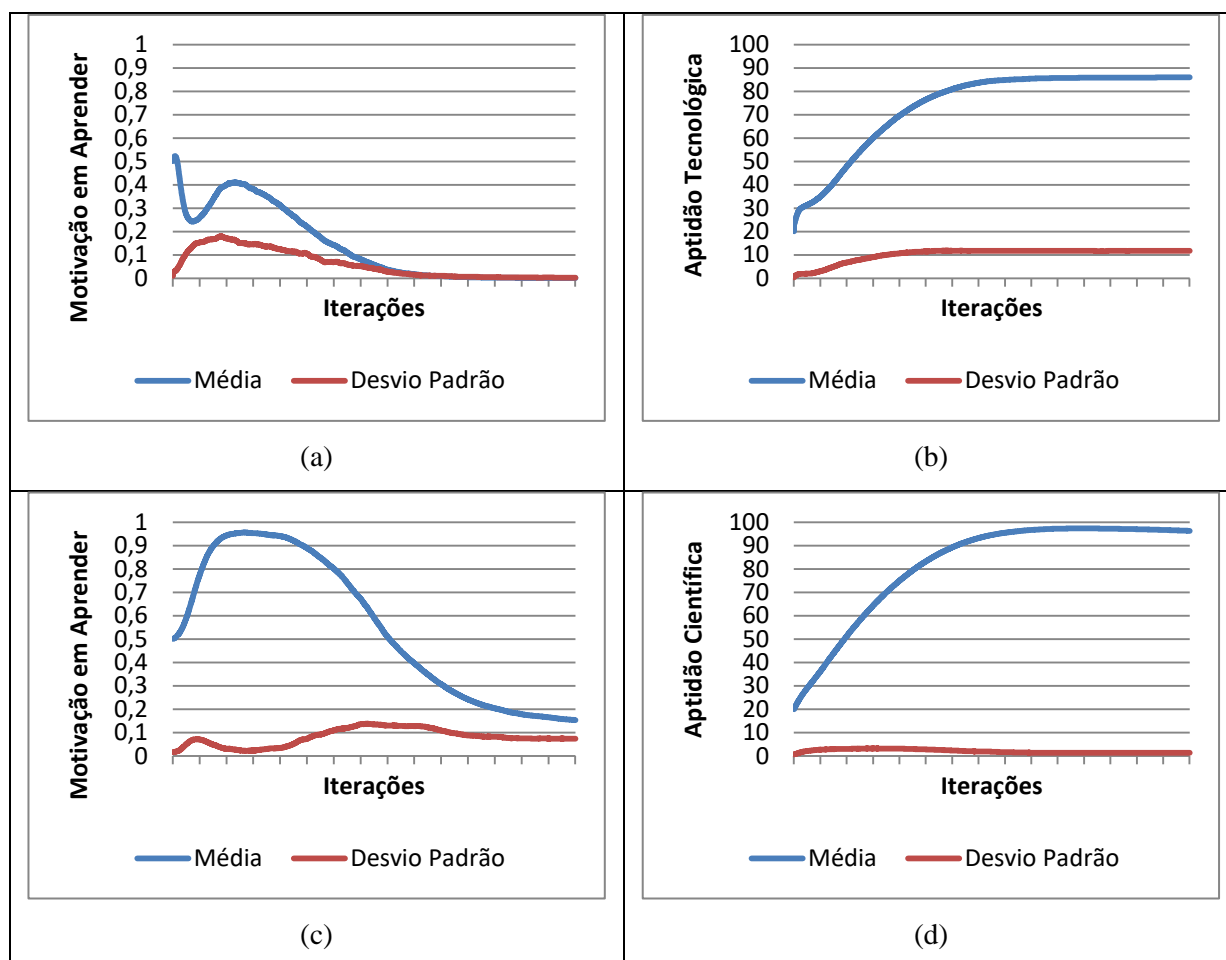 Motivação em Aprender
1
0,9
0,8
0,7
0,6
0,5
0,4
0,3
0,2
0,1
0
Iterações
Média
Desvio Padrão
(a)
Aptidão Tecnológica
100
90
80
70
60
50
40
30
20
10
0
Iterações
Média
Desvio Padrão
(b)
Motivação em Aprender
1
0,9
0,8
0,7
0,6
0,5
0,4
0,3
0,2
0,1
0
Iterações
Média
Desvio Padrão
(c)
Aptidão Científica
100
90
80
70
60
50
40
30
20
10
0
Iterações
Média
Desvio Padrão
(d)